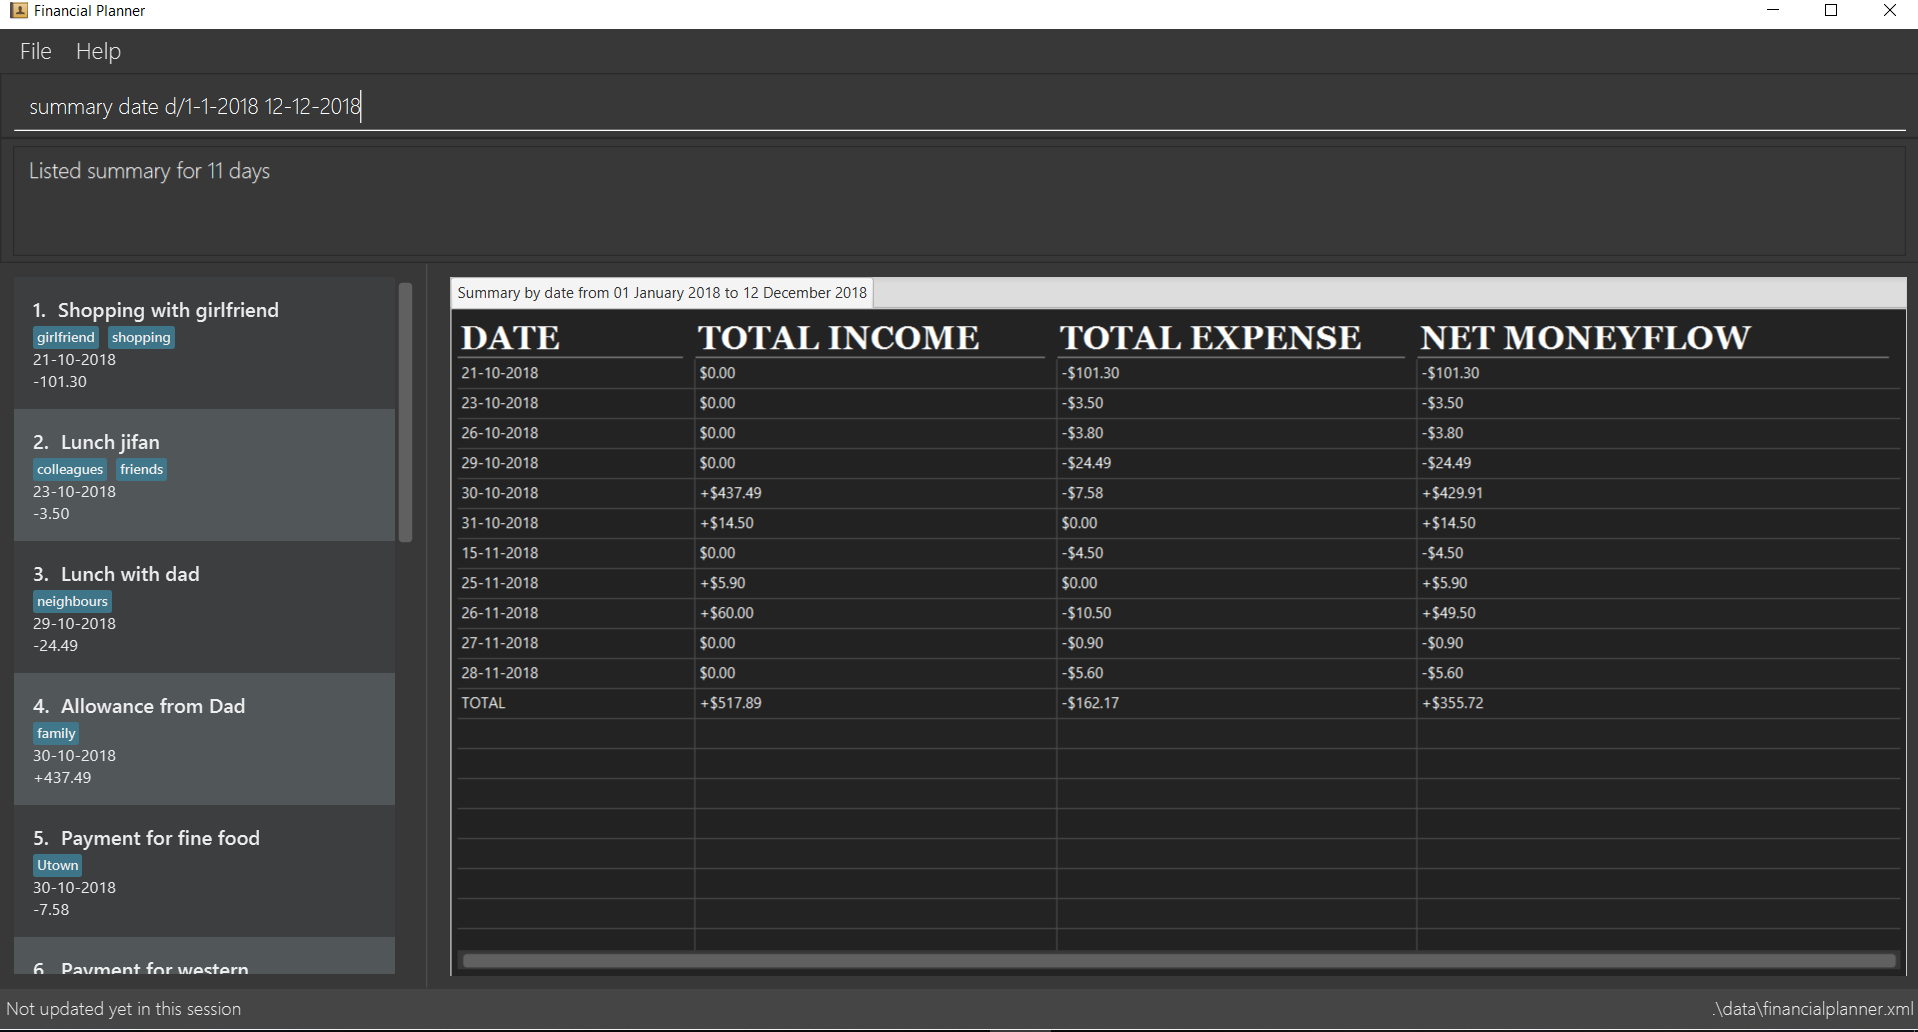 Financial Planner
File Help
summary date d/1-1-2018 12-12-2018
Listed summary for 11 days
1. Shopping with girlfriend
girlfriend shopping
21-10-2018
-101.30
2. Lunch jifan
colleagues friends
23-10-2018
-3.50
3. Lunch with dad
neighbours
29-10-2018
-24.49
4. Allowance from Dad
family
30-10-2018
+437.49
5. Payment for fine food
Utown
30-10-2018
-7.58
6. Payment for western
Summary by date from 01 January 2018 to 12 December 2018
DATE TOTAL INCOME TOTAL EXPENSE NET MONEYFLOW
21-10-2018 $0.00 -$101.30 -$101.30
23-10-2018 $0.00 -$3.50 -$3.50
26-10-2018 $0.00 -$3.80 -$3.80
29-10-2018 $0.00 -$24.49 -$24.49
30-10-2018 +$437.49 -$7.58 +$429.91
31-10-2018 +$14.50 $0.00 +$14.50
15-11-2018 $0.00 -$4.50 -$4.50
25-11-2018 +$5.90 $0.00 +$5.90
26-11-2018 +$60.00 -$10.50 +$49.50
27-11-2018 $0.00 -$0.90 -$0.90
28-11-2018 $0.00 -$5.60 -$5.60
TOTAL +$517.89 -$162.17 +$355.72
Not updated yet in this session
.\data\financialplanner.xml